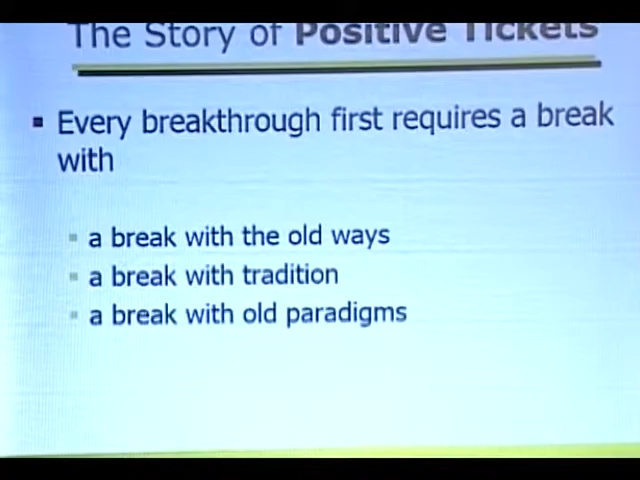 The Story of Positive Tickets
Every breakthrough first requires a break
with
a break with the old ways
a break with tradition
a break with old paradigms